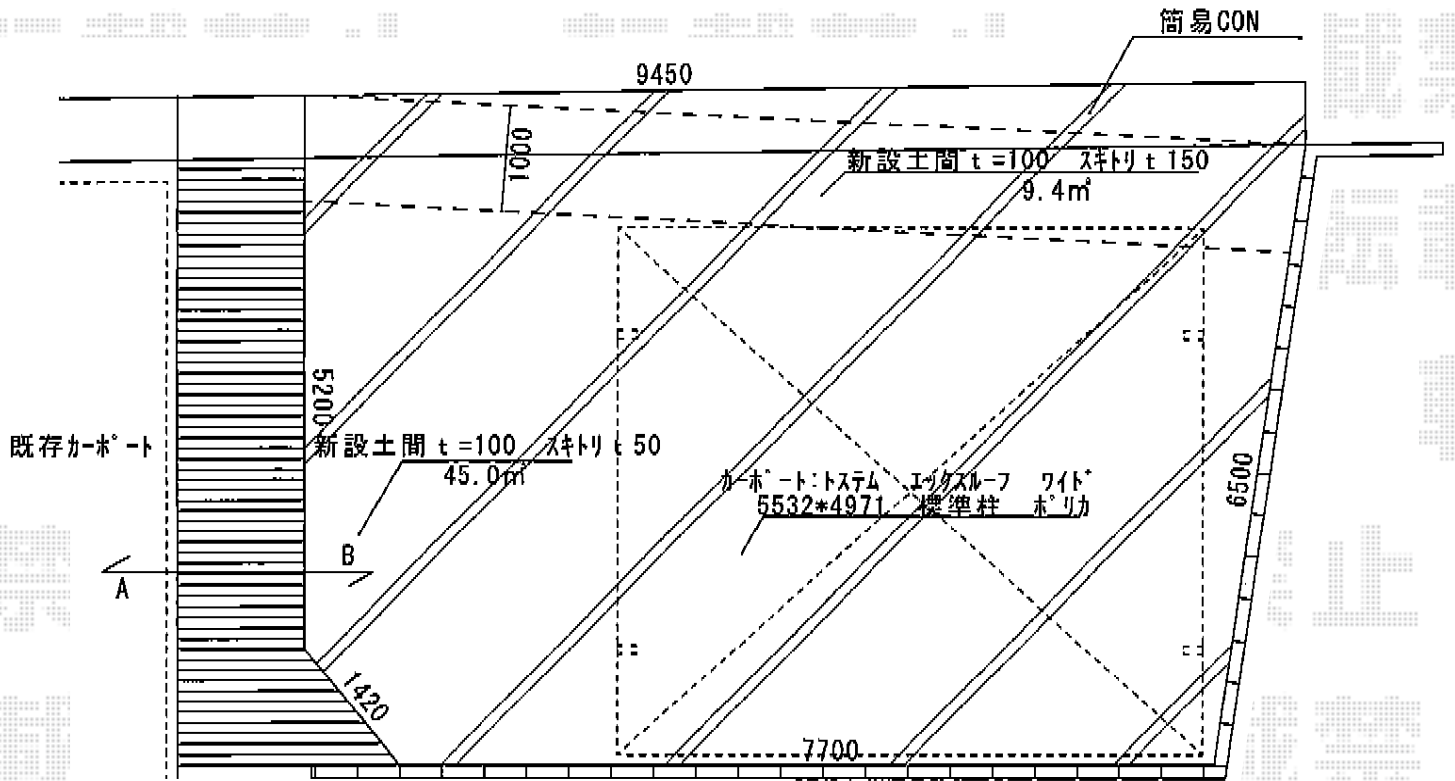 簡易CON
9450
1000
新設土間 t=100 スキトリ t 150
9.4㎡
5200
既存カーポート
新設土間 t=100 スキトリ t 50
45.0㎡
カーポート:トステム エックスルーフ ワイド
5532*4971 標準柱 ポリカ
6500
A
B
1420
7700